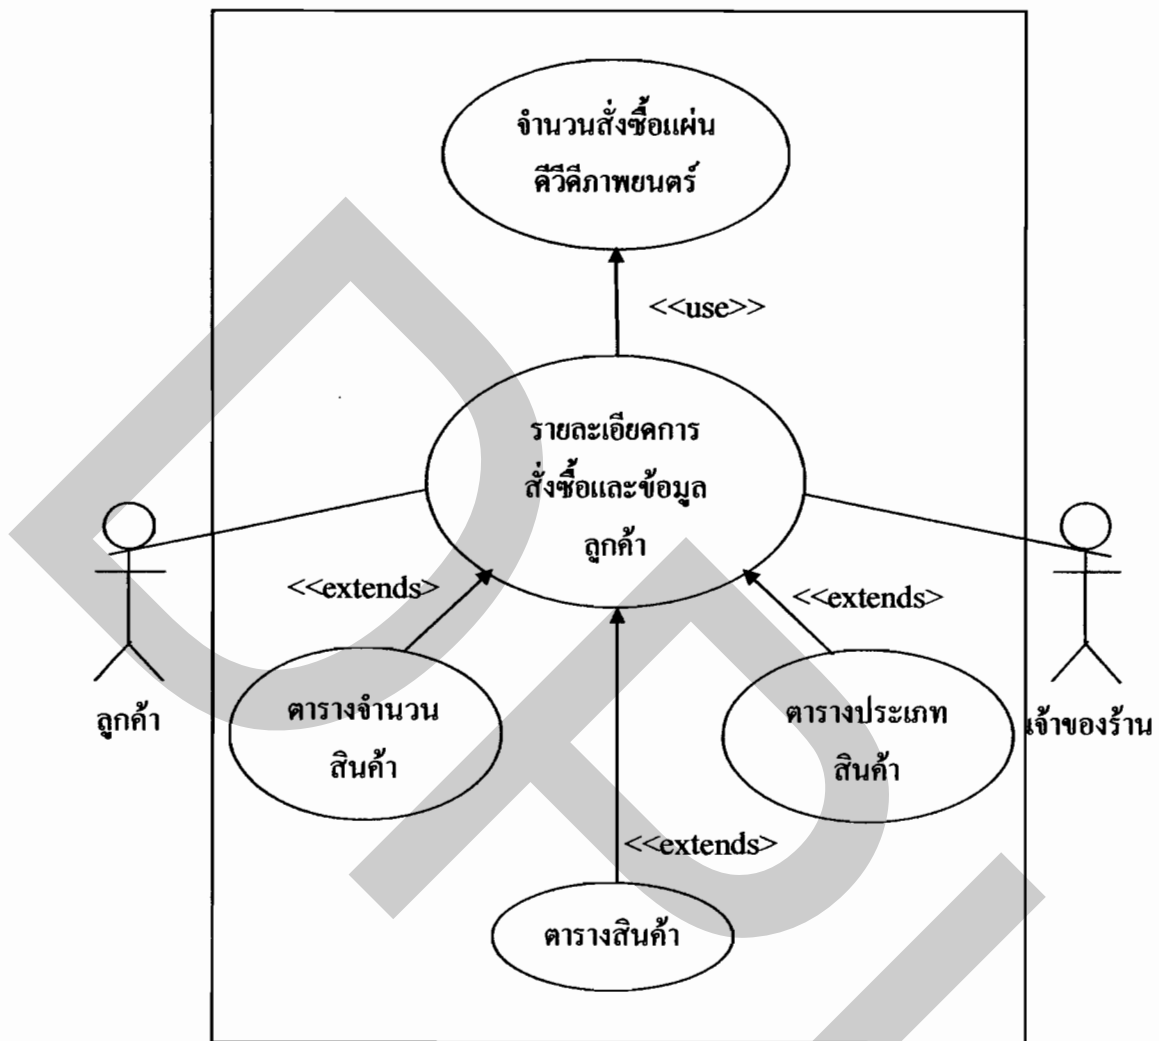 จำนวนสั่งซื้อแผ่น
ดีวีดีภาพยนตร์
<<use>>
รายละเอียดการ
สั่งซื้อและข้อมูล
ลูกค้า
<<extends>
<<extends>
ลูกค้า
ตารางจำนวน
สินค้า
ตารางประเภท
สินค้า
เจ้าของร้าน
<<extends>
ตารางสินค้า